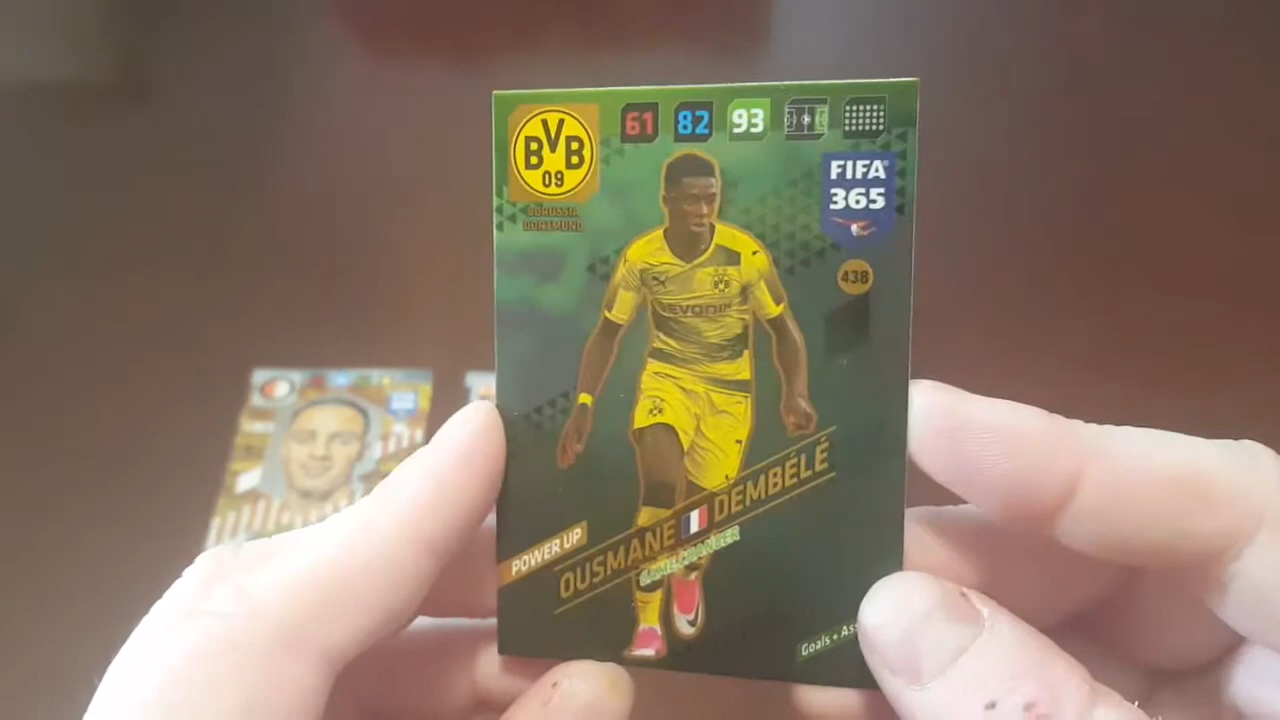 BVB
09
61
82
93
BORUSSIA
DORTMUND
FIFA
365
438
EVONIK
POWER UP
OUSMANE DEMBÉLÉ
GAME CHANGER
Goals + Ass